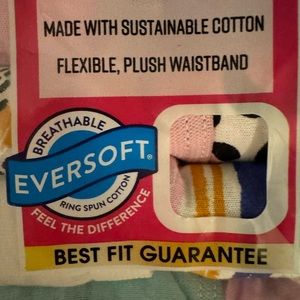 MADE WITH SUSTAINABLE COTTON
FLEXIBLE, PLUSH WAISTBAND
BREATHABLE
EVERSOFT®
RING SPUN COTTON
FEEL THE DIFFERENCE
BEST FIT GUARANTEE